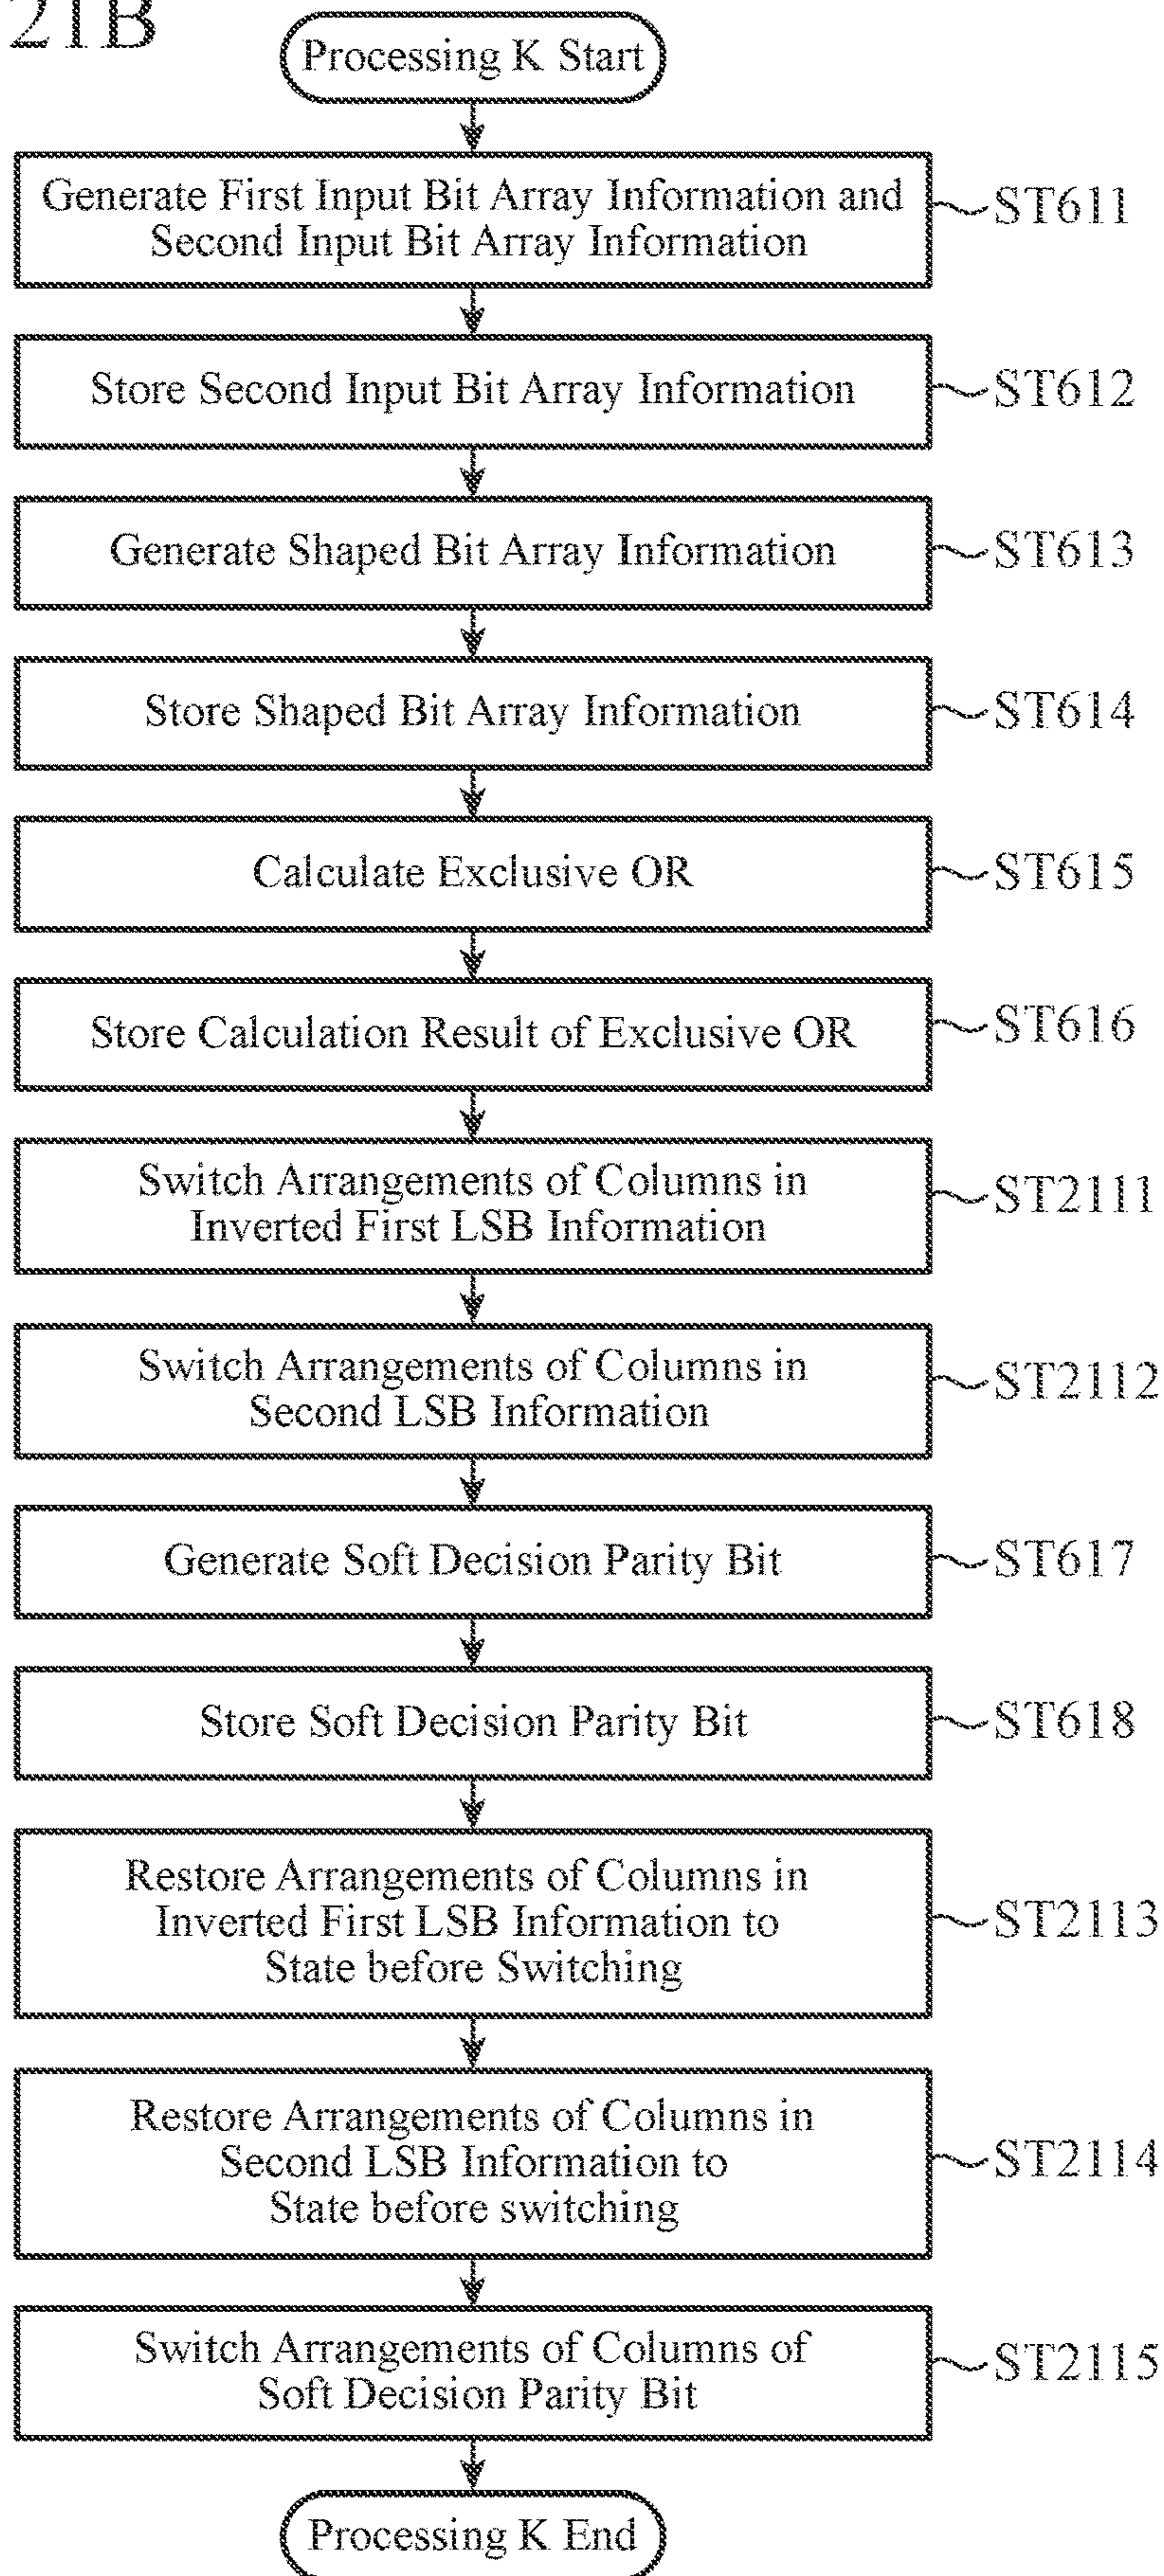 21B
Processing K Start
Generate First Input Bit Array Information and
Second Input Bit Array Information
ST611
Store Second Input Bit Array Information
ST612
Generate Shaped Bit Array Information
ST613
Store Shaped Bit Array Information
ST614
Calculate Exclusive OR
ST615
Store Calculation Result of Exclusive OR
ST616
Switch Arrangements of Columns in
Inverted First LSB Information
ST2111
Switch Arrangements of Columns in
Second LSB Information
ST2112
Generate Soft Decision Parity Bit
ST617
Store Soft Decision Parity Bit
ST618
Restore Arrangements of Columns in
Inverted First LSB Information to
State before Switching
ST2113
Restore Arrangements of Columns in
Second LSB Information to
State before switching
ST2114
Switch Arrangements of Columns of
Soft Decision Parity Bit
ST2115
Processing K End